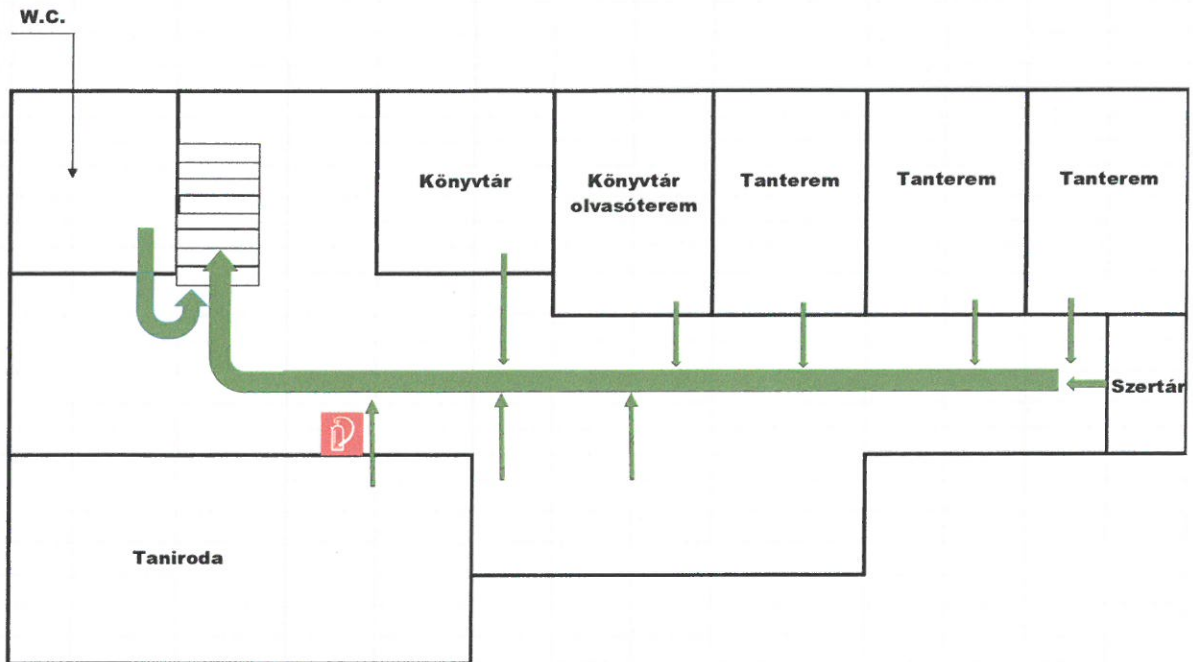 W.C.
Könyvtár
Könyvtár
olvasóterem
Tanterem
Tanterem
Tanterem
Szertár
Taniroda